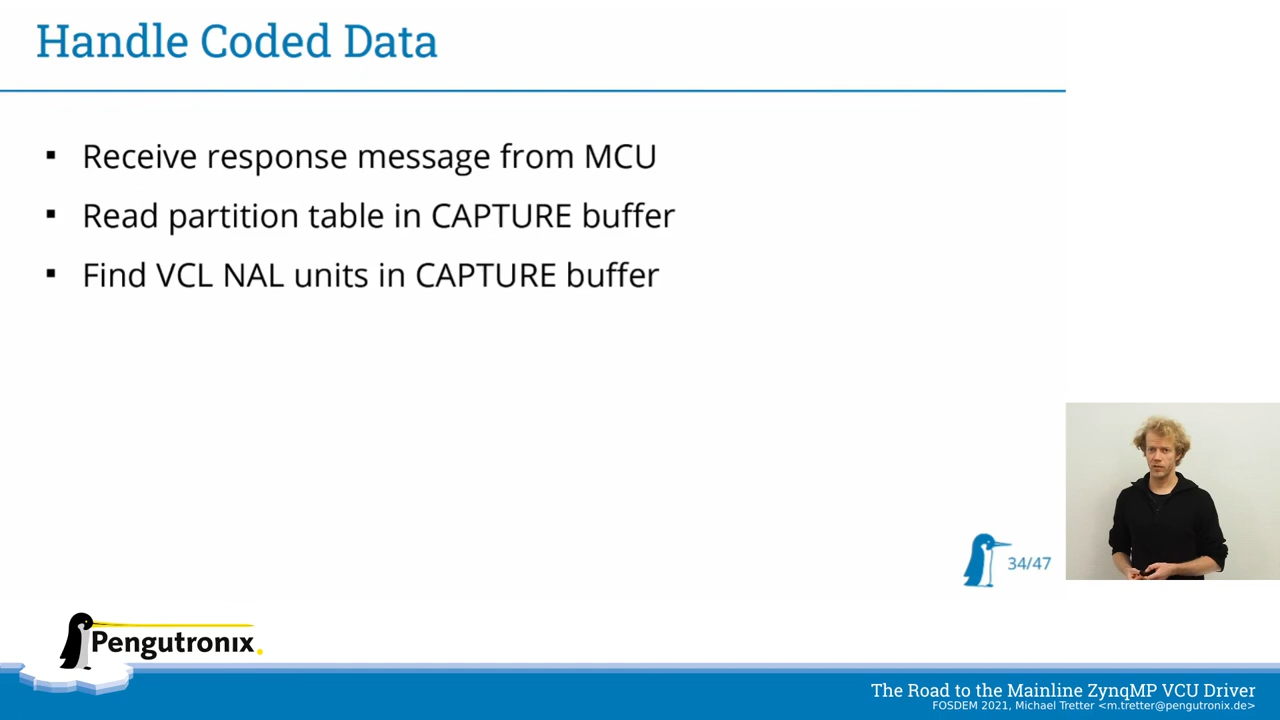 Handle Coded Data
▪ Receive response message from MCU
▪ Read partition table in CAPTURE buffer
▪ Find VCL NAL units in CAPTURE buffer
34/47
Pengutronix.
The Road to the Mainline ZynqMP VCU Driver
FOSDEM 2021, Michael Tretter <m.tretter@pengutronix.de>